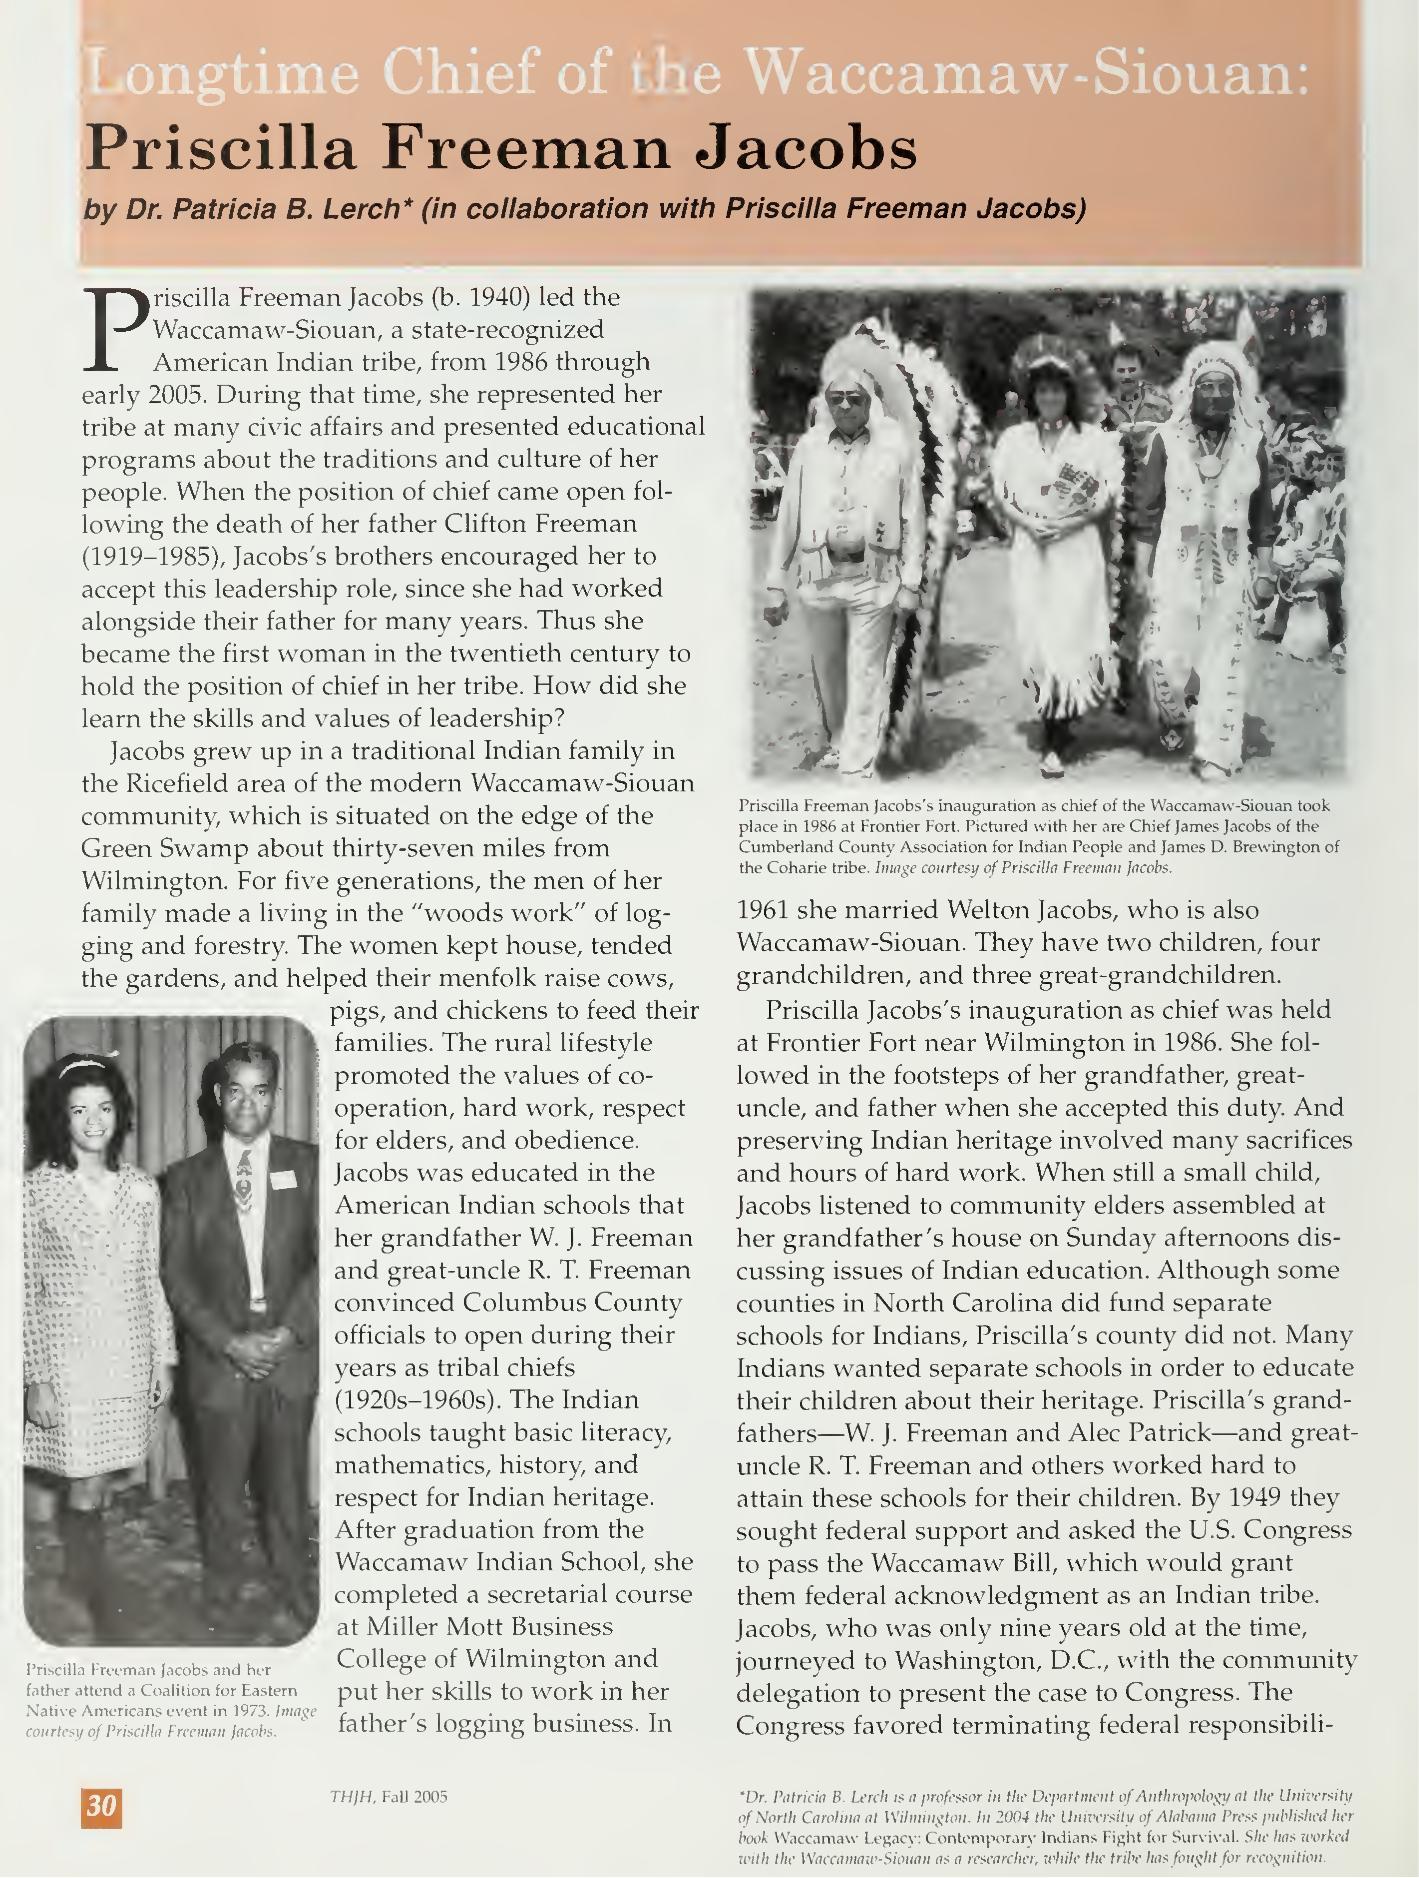 Longtime Chief of the Waccamaw-Siouan:
Priscilla Freeman Jacobs
by Dr. Patricia B. Lerch* (in collaboration with Priscilla Freeman Jacobs)
Priscilla Freeman Jacobs (b. 1940) led the
Waccamaw-Siouan, a state-recognized
American Indian tribe, from 1986 through
early 2005. During that time, she represented her
tribe at many civic affairs and presented educational
programs about the traditions and culture of her
people. When the position of chief came open fol-
lowing the death of her father Clifton Freeman
(1919–1985), Jacobs's brothers encouraged her to
accept this leadership role, since she had worked
alongside their father for many years. Thus she
became the first woman in the twentieth century to
hold the position of chief in her tribe. How did she
learn the skills and values of leadership?
Jacobs grew up in a traditional Indian family in
the Ricefield area of the modern Waccamaw-Siouan
community, which is situated on the edge of the
Green Swamp about thirty-seven miles from
Wilmington. For five generations, the men of her
family made a living in the "woods work" of log-
ging and forestry. The women kept house, tended
the gardens, and helped their menfolk raise cows,
pigs, and chickens to feed their
families. The rural lifestyle
promoted the values of co-
operation, hard work, respect
for elders, and obedience.
Jacobs was educated in the
American Indian schools that
her grandfather W. J. Freeman
and great-uncle R. T. Freeman
convinced Columbus County
officials to open during their
years as tribal chiefs
(1920s–1960s). The Indian
schools taught basic literacy,
mathematics, history, and
respect for Indian heritage.
After graduation from the
Waccamaw Indian School, she
completed a secretarial course
at Miller Mott Business
College of Wilmington and
put her skills to work in her
father's logging business. In
Priscilla Freeman Jacobs and her
father attend a Coalition for Eastern
Native Americans event in 1973. Image
courtesy of Priscilla Freeman Jacobs.
Priscilla Freeman Jacobs's inauguration as chief of the Waccamaw-Siouan took
place in 1986 at Frontier Fort. Pictured with her are Chief James Jacobs of the
Cumberland County Association for Indian People and James D. Brewington of
the Coharie tribe. Image courtesy of Priscilla Freeman Jacobs.
1961 she married Welton Jacobs, who is also
Waccamaw-Siouan. They have two children, four
grandchildren, and three great-grandchildren.
Priscilla Jacobs's inauguration as chief was held
at Frontier Fort near Wilmington in 1986. She fol-
lowed in the footsteps of her grandfather, great-
uncle, and father when she accepted this duty. And
preserving Indian heritage involved many sacrifices
and hours of hard work. When still a small child,
Jacobs listened to community elders assembled at
her grandfather's house on Sunday afternoons dis-
cussing issues of Indian education. Although some
counties in North Carolina did fund separate
schools for Indians, Priscilla's county did not. Many
Indians wanted separate schools in order to educate
their children about their heritage. Priscilla's grand-
fathers—W. J. Freeman and Alec Patrick—and great-
uncle R. T. Freeman and others worked hard to
attain these schools for their children. By 1949 they
sought federal support and asked the U.S. Congress
to pass the Waccamaw Bill, which would grant
them federal acknowledgment as an Indian tribe.
Jacobs, who was only nine years old at the time,
journeyed to Washington, D.C., with the community
delegation to present the case to Congress. The
Congress favored terminating federal responsibili-
30
THJH, Fall 2005
*Dr. Patricia B. Lerch is a professor in the Department of Anthropology at the University
of North Carolina at Wilmington. In 2004 the University of Alabama Press published her
book Waccamaw Legacy: Contemporary Indians Fight for Survival. She has worked
with the Waccamaw-Siouan as a researcher, while the tribe has fought for recognition.